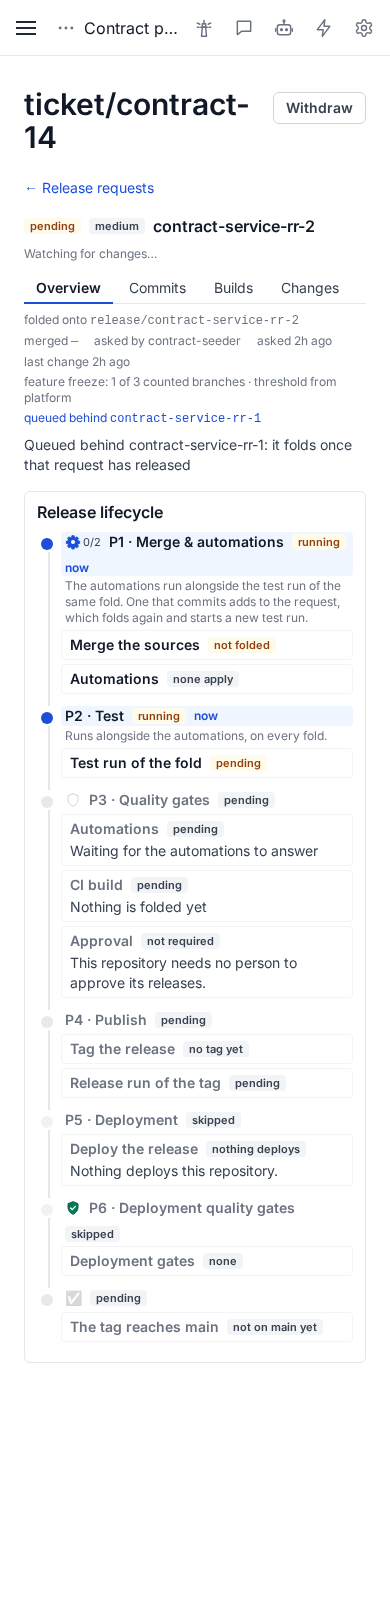 Contract p...
ticket/contract-
14
Withdraw
← Release requests
pending medium contract-service-rr-2
Watching for changes...
Overview Commits Builds Changes
folded onto release/contract-service-rr-2
merged — asked by contract-seeder asked 2h ago
last change 2h ago
feature freeze: 1 of 3 counted branches · threshold from
platform
queued behind contract-service-rr-1
Queued behind contract-service-rr-1: it folds once
that request has released
Release lifecycle
0/2 P1 · Merge & automations running
now
The automations run alongside the test run of the
same fold. One that commits adds to the request,
which folds again and starts a new test run.
Merge the sources not folded
Automations none apply
P2 · Test running now
Runs alongside the automations, on every fold.
Test run of the fold pending
P3 · Quality gates pending
Automations pending
Waiting for the automations to answer
CI build pending
Nothing is folded yet
Approval not required
This repository needs no person to
approve its releases.
P4 · Publish pending
Tag the release no tag yet
Release run of the tag pending
P5 · Deployment skipped
Deploy the release nothing deploys
Nothing deploys this repository.
P6 · Deployment quality gates
skipped
Deployment gates none
pending
The tag reaches main not on main yet